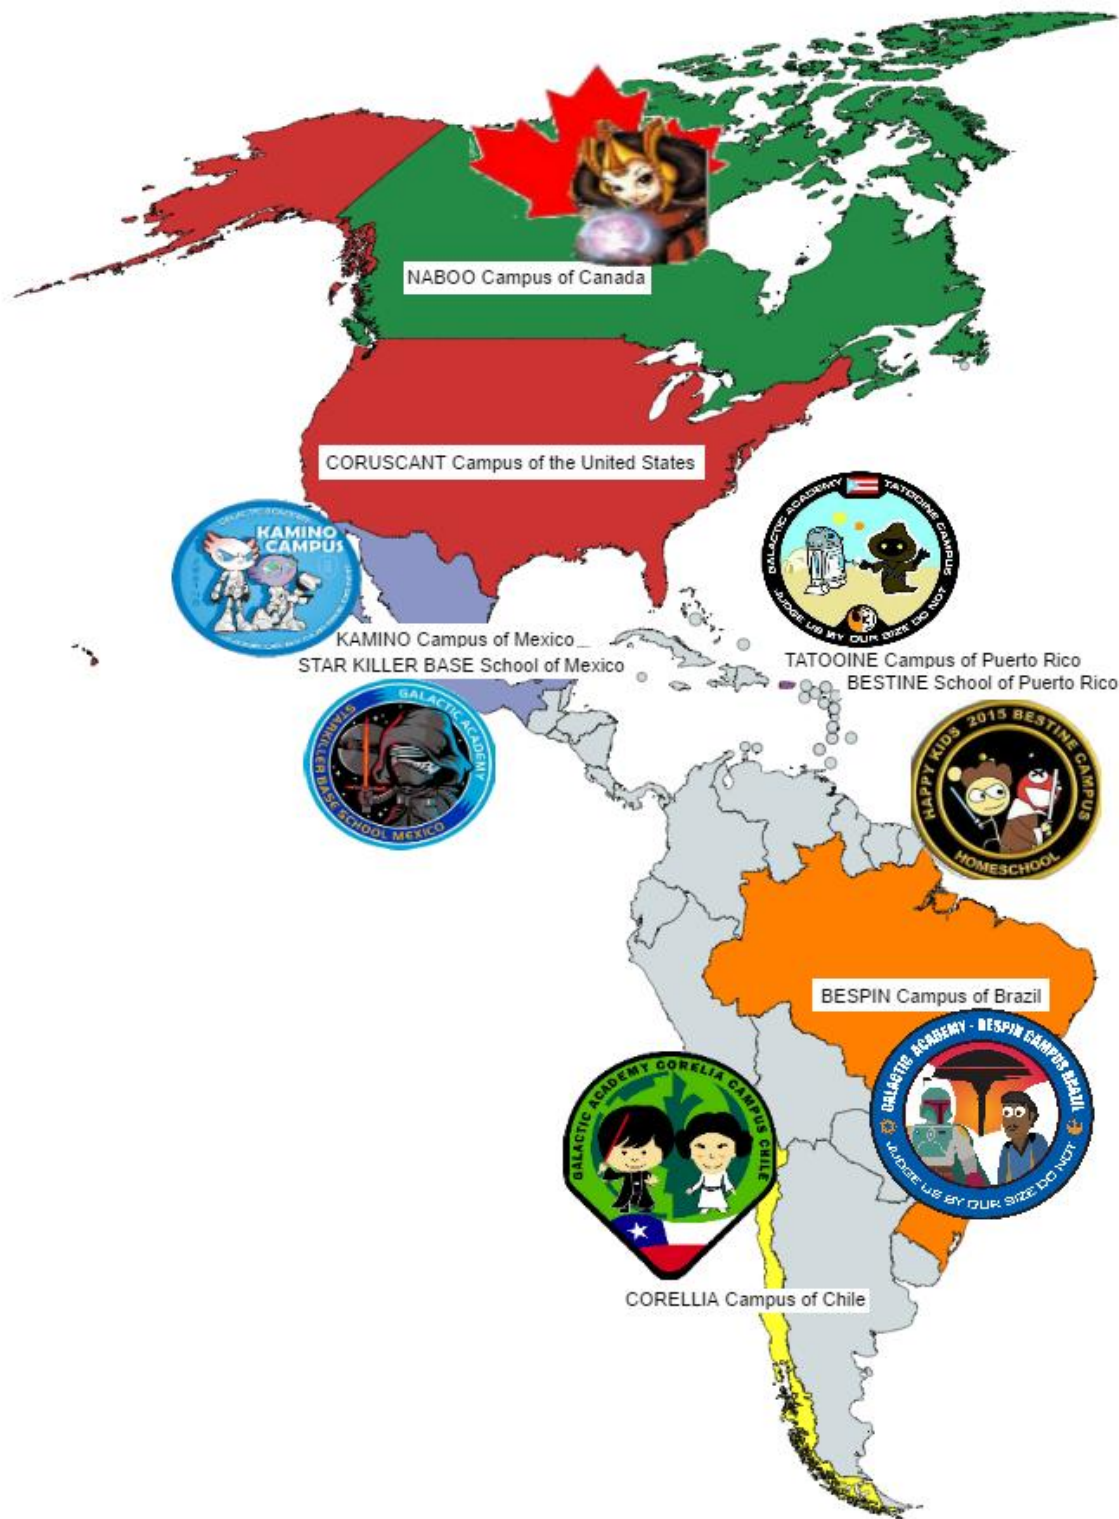 NABOO Campus of Canada
CORUSCANT Campus of the United States
GALACTIC ACADEMY
KAMINO
CAMPUS
GALACTIC ACADEMY TATOOINE CAMPUS
JUDGE US BY OUR SIZE DO NOT
KAMINO Campus of Mexico
STAR KILLER BASE School of Mexico
TATOOINE Campus of Puerto Rico
BESTINE School of Puerto Rico
GALACTIC ACADEMY
STARKILLER BASE SCHOOL MEXICO
HAPPY KIDS 2015 BESTINE CAMPUS
HOMESCHOOL
BESPIN Campus of Brazil
GALACTIC ACADEMY - BESPIN CAMPUS BRAZIL
JUDGE US BY OUR SIZE DO NOT
GALACTIC ACADEMY CORELIA CAMPUS CHILE
CORELLIA Campus of Chile